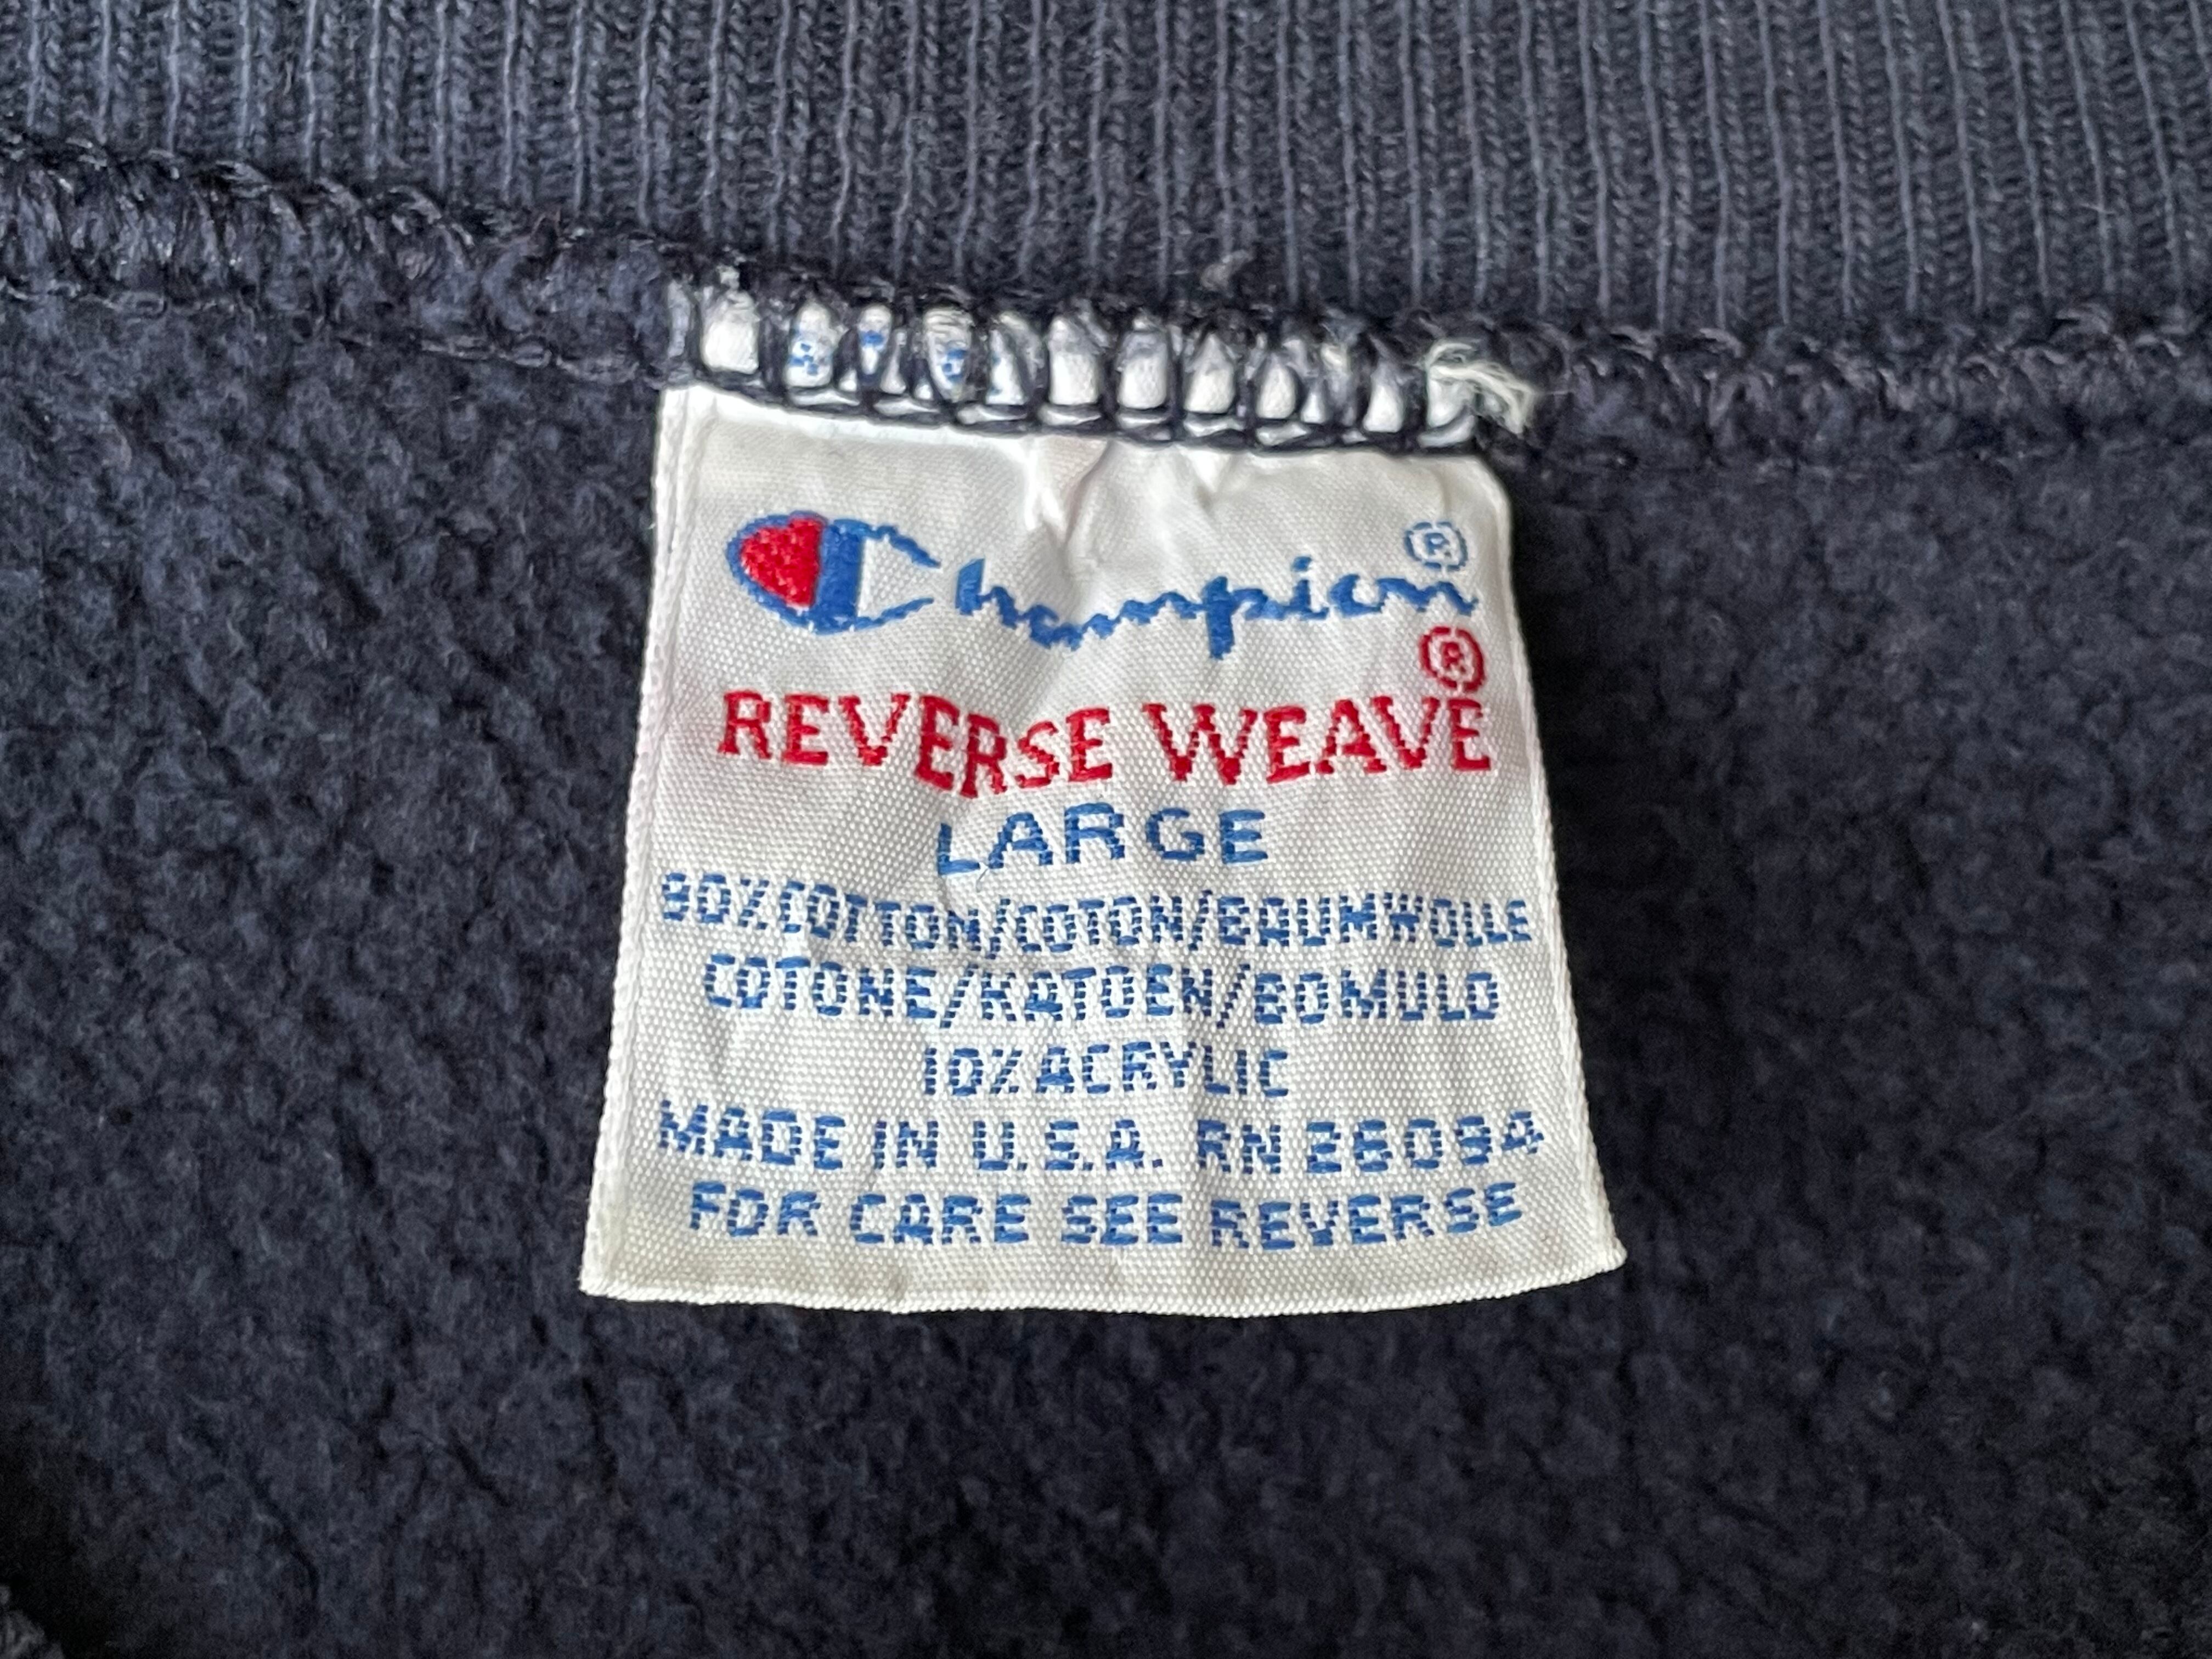 Champion®
REVERSE WEAVE®
LARGE
90% COTTON/COTON/BAUMWOLLE
COTONE/KATOEN/BOMULD
10% ACRYLIC
MADE IN U.S.A. RN 26094
FOR CARE SEE REVERSE